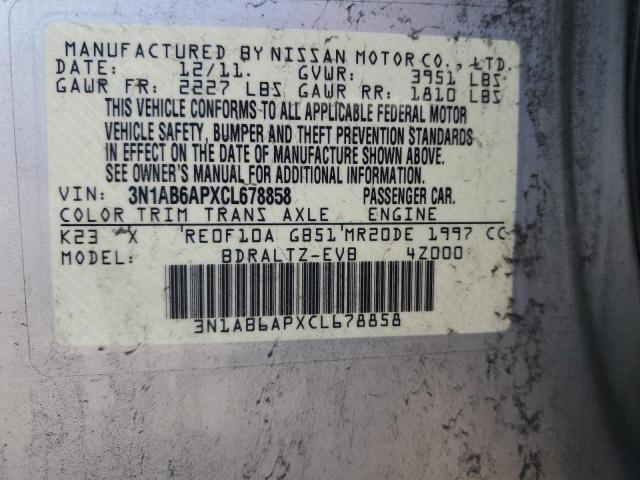 MANUFACTURED BY NISSAN MOTOR CO., LTD.
DATE: 12/11. GVWR: 3951 LBS
GAWR FR: 2227 LBS GAWR RR: 1810 LBS
THIS VEHICLE CONFORMS TO ALL APPLICABLE FEDERAL MOTOR
VEHICLE SAFETY, BUMPER AND THEFT PREVENTION STANDARDS
IN EFFECT ON THE DATE OF MANUFACTURE SHOWN ABOVE.
SEE OWNER'S MANUAL FOR ADDITIONAL INFORMATION.
VIN: 3N1AB6APXCL678858 PASSENGER CAR.
COLOR TRIM TRANS AXLE ENGINE
K23 X RE0F10A GB51 MR20DE 1997 CC
MODEL: BDRALTZ-EVB 4Z000
3N1AB6APXCL678858